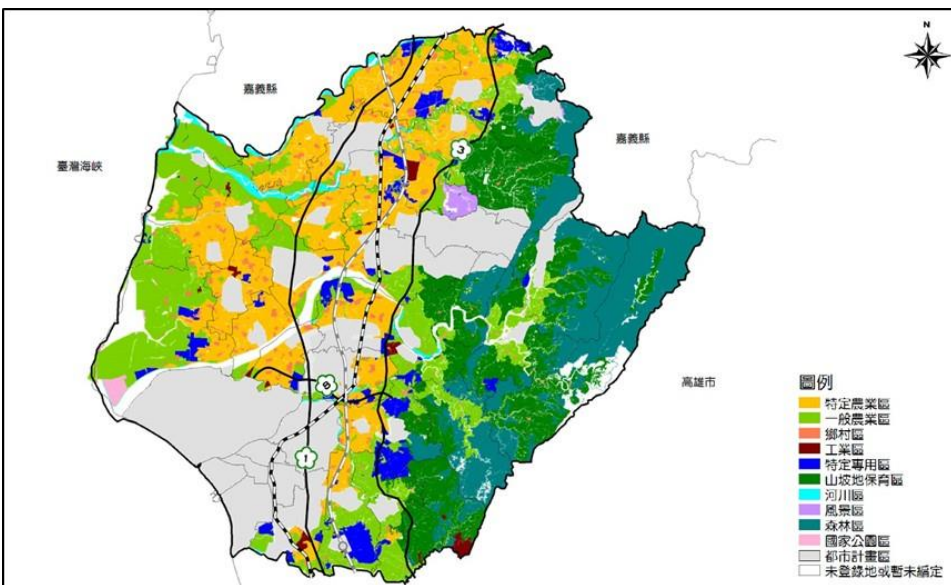 N
嘉義縣
嘉義縣
臺灣海峽
3
高雄市
8
1
圖例
特定農業區
一般農業區
鄉村區
工業區
特定專用區
山坡地保育區
河川區
風景區
森林區
國家公園區
都市計畫區
未登錄地或暫未編定